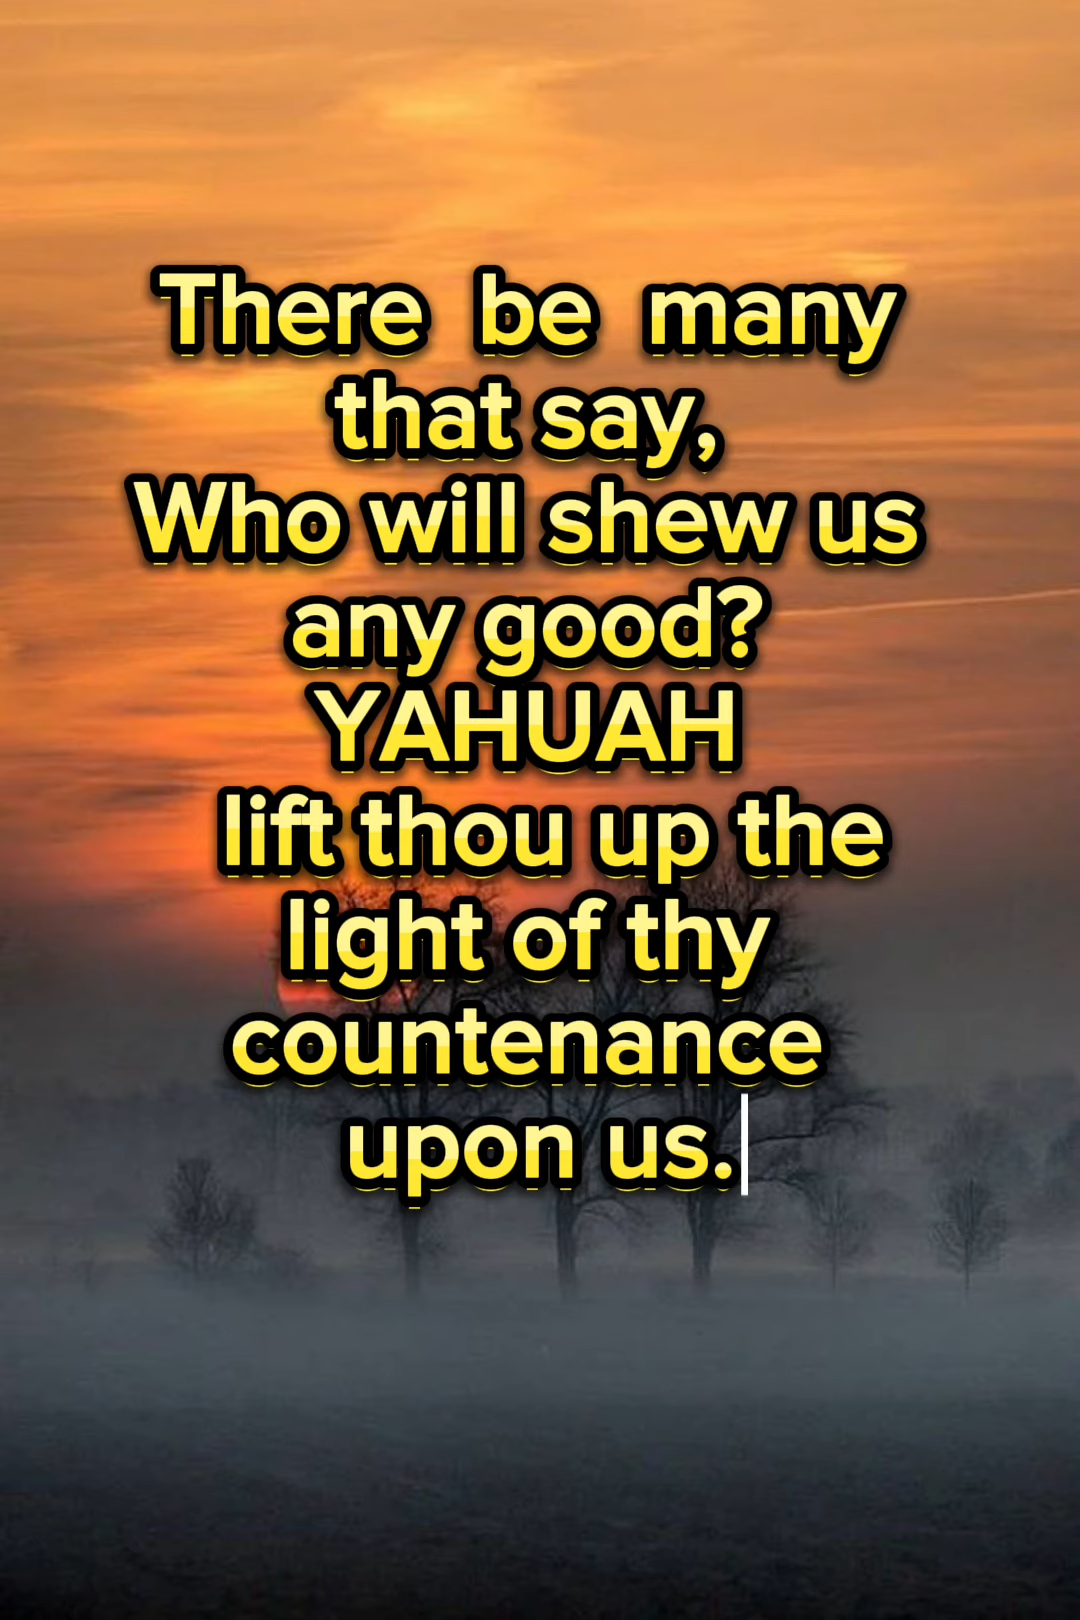 There be many
that say,
Who will shew us
any good?
YAHUAH
lift thou up the
light of thy
countenance
upon us.